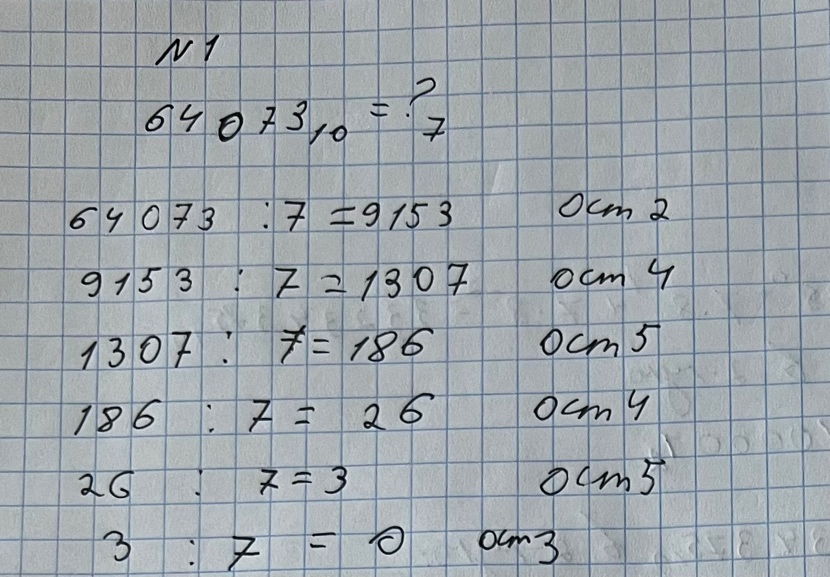 N1
64073₁₀ = ?₇
64073 : 7 = 9153 ост 2
9153 : 7 = 1307 ост 4
1307 : 7 = 186 ост 5
186 : 7 = 26 ост 4
26 : 7 = 3 ост 5
3 : 7 = 0 ост 3